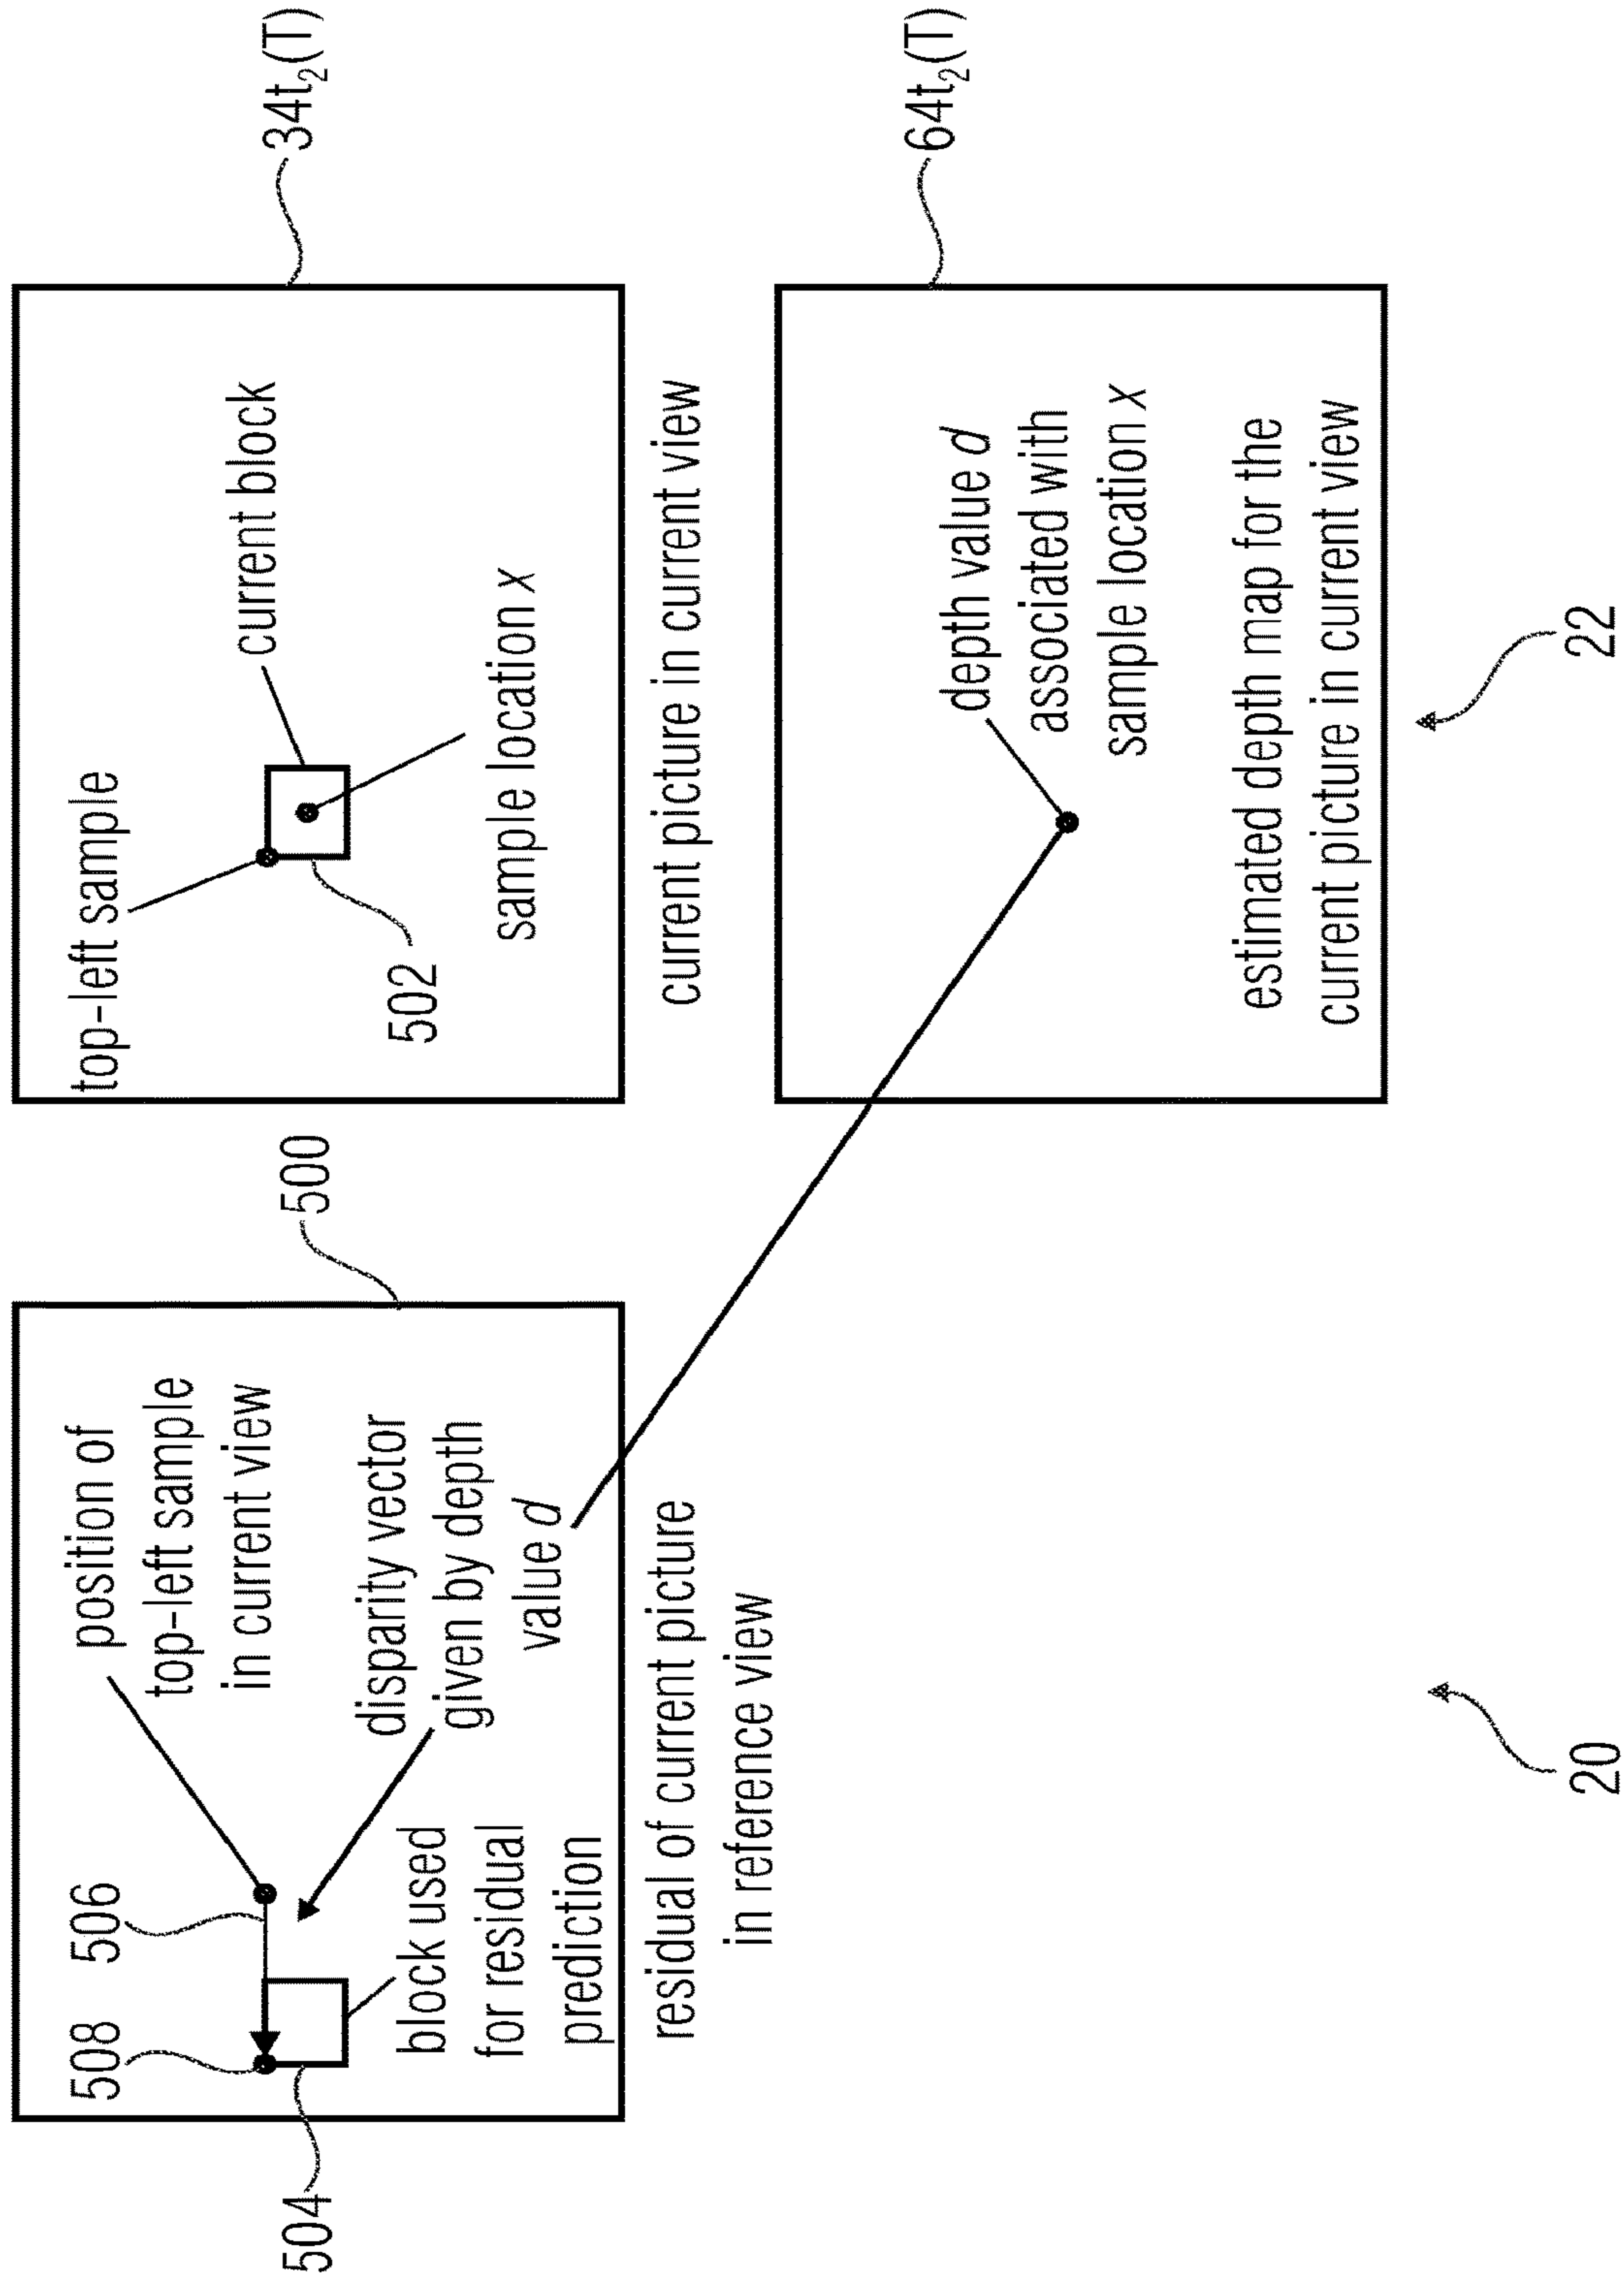 508
506
position of
top-left sample
in current view
disparity vector
given by depth
value d
block used
for residual
prediction
504
500
residual of current picture
in reference view
20
top-left sample
current block
502
sample location x
34t₂(T)
current picture in current view
depth value d
associated with
sample location x
estimated depth map for the
current picture in current view
64t₂(T)
22